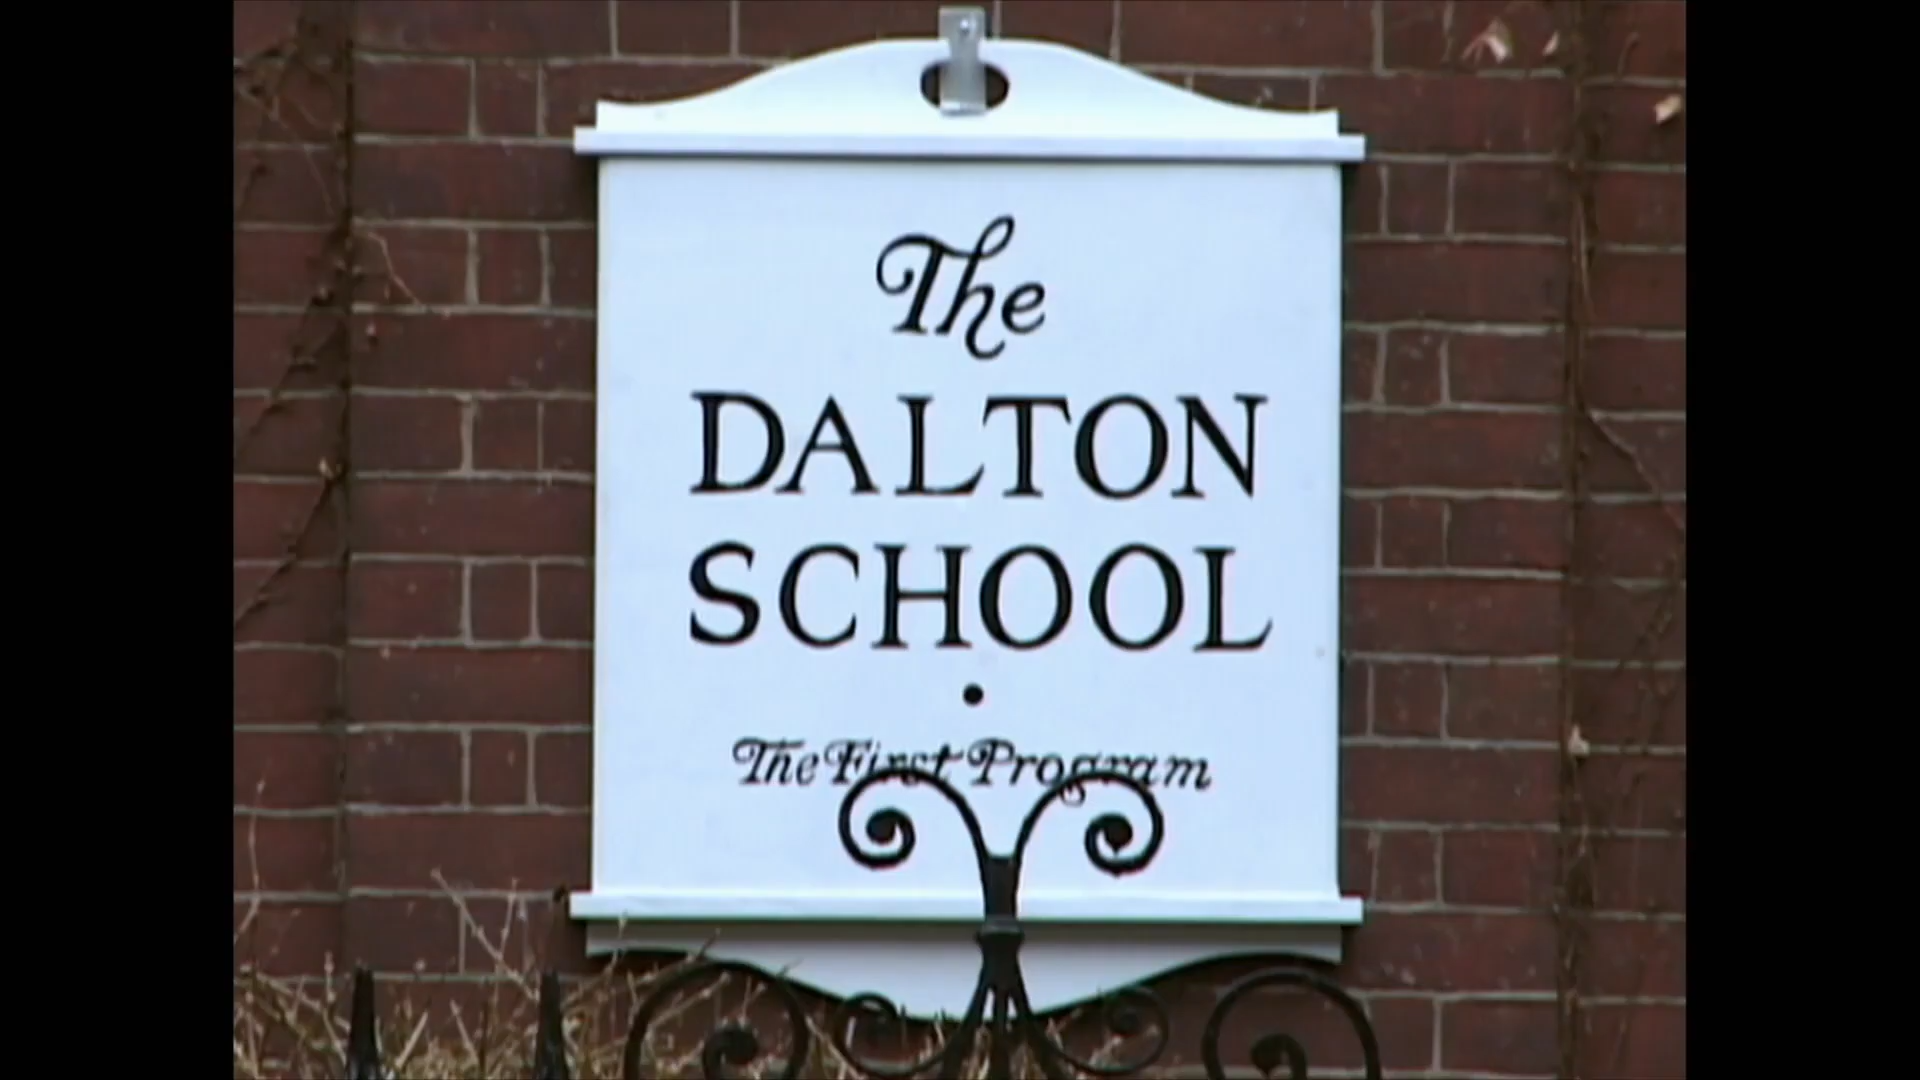 The
DALTON
SCHOOL
•
The First Program